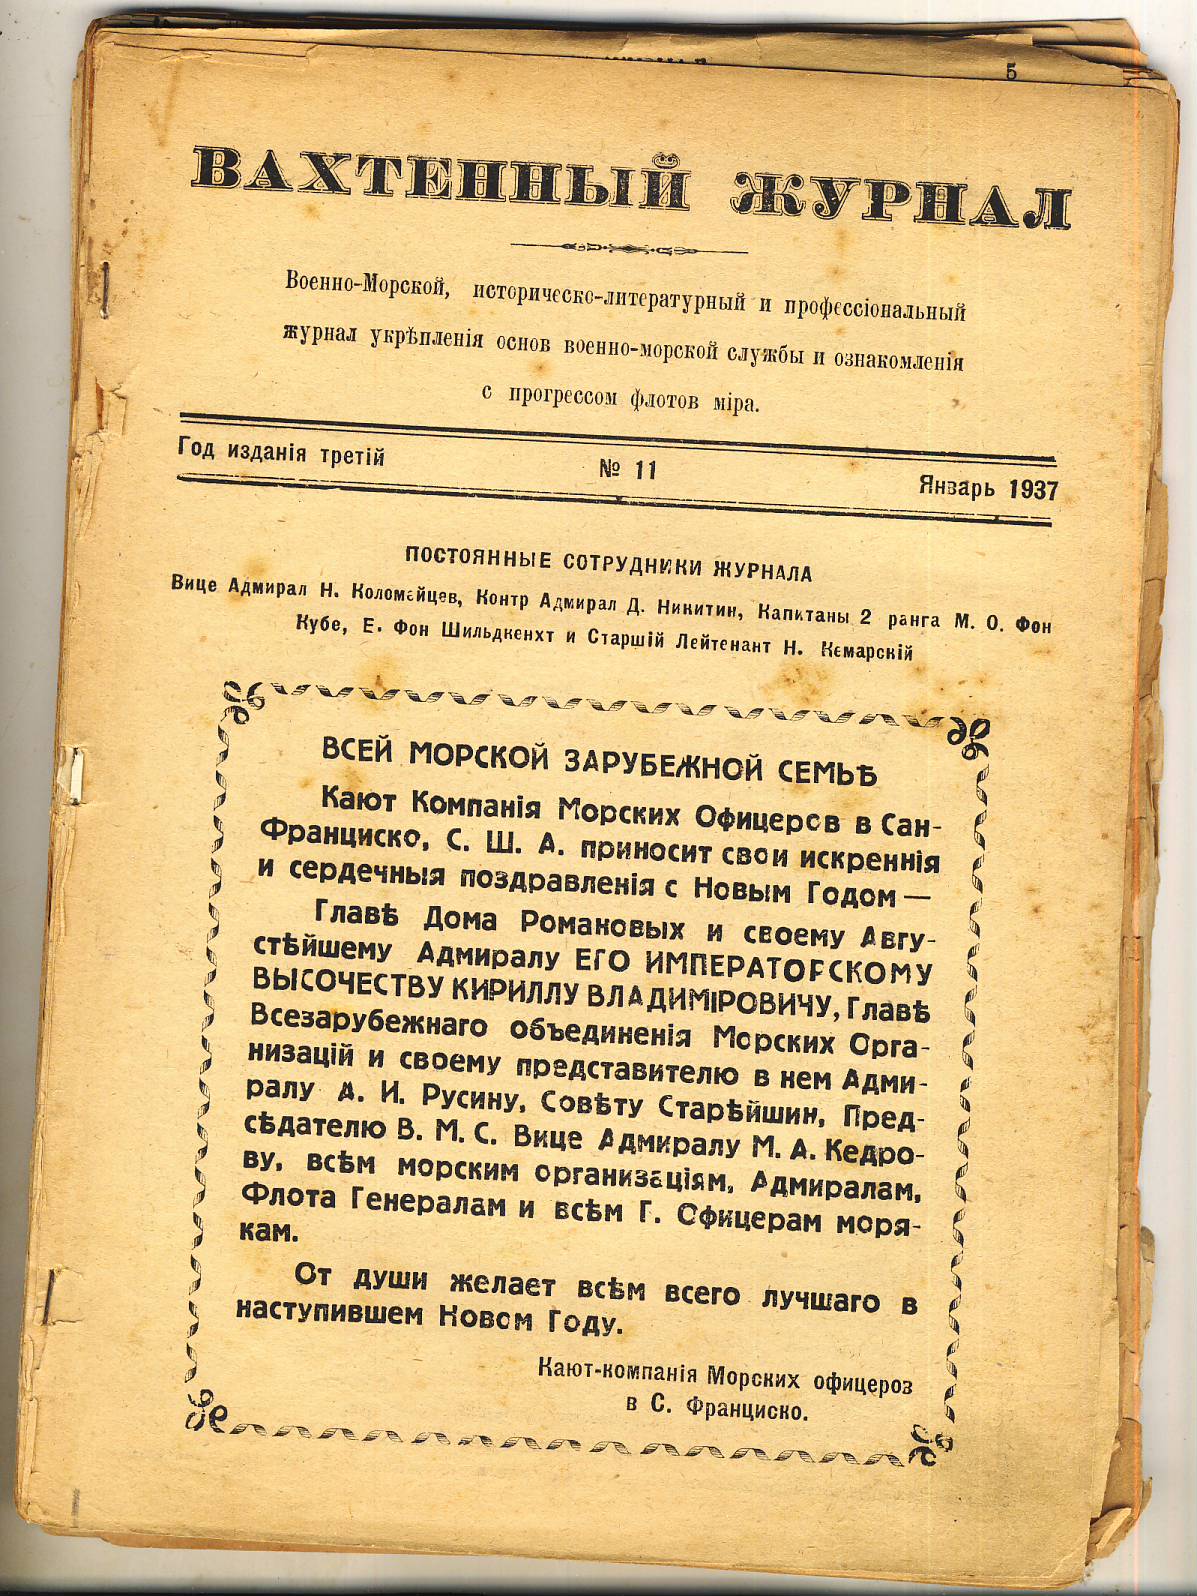 5
ВАХТЕННЫЙ ЖУРНАЛ
Военно-Морской, историческо-литературный и профессіональный
журнал укрѣпленія основ военно-морской службы и ознакомленія
с прогрессом флотов міра.
Год изданія третій № 11 Январь 1937
ПОСТОЯННЫЕ СОТРУДНИКИ ЖУРНАЛА
Вице Адмирал Н. Коломейцев, Контр Адмирал Д. Никитин, Капитаны 2 ранга М. О. Фон
Кубе, Е. Фон Шильдкенхт и Старшій Лейтенант Н. Кемарскій
ВСЕЙ МОРСКОЙ ЗАРУБЕЖНОЙ СЕМЬѢ
Кают Компанія Морских Офицеров в Сан-
Франциско, С. Ш. А. приносит свои искреннія
и сердечныя поздравленія с Новым Годом —
Главѣ Дома Романовых и своему Авгу-
стѣйшему Адмиралу ЕГО ИМПЕРАТОРСКОМУ
ВЫСОЧЕСТВУ КИРИЛЛУ ВЛАДИМІРОВИЧУ, Главѣ
Всезарубежнаго объединенія Морских Орга-
низацій и своему представителю в нем Адми-
ралу А. И. Русину, Совѣту Старѣйшин, Пред-
сѣдателю В. М. С. Вице Адмиралу М. А. Кедро-
ву, всѣм морским организаціям, Адмиралам,
Флота Генералам и всѣм Г. Офицерам моря-
кам.
От души желает всѣм всего лучшаго в
наступившем Новом Году.
Кают-компанія Морских офицероз
в С. Франциско.